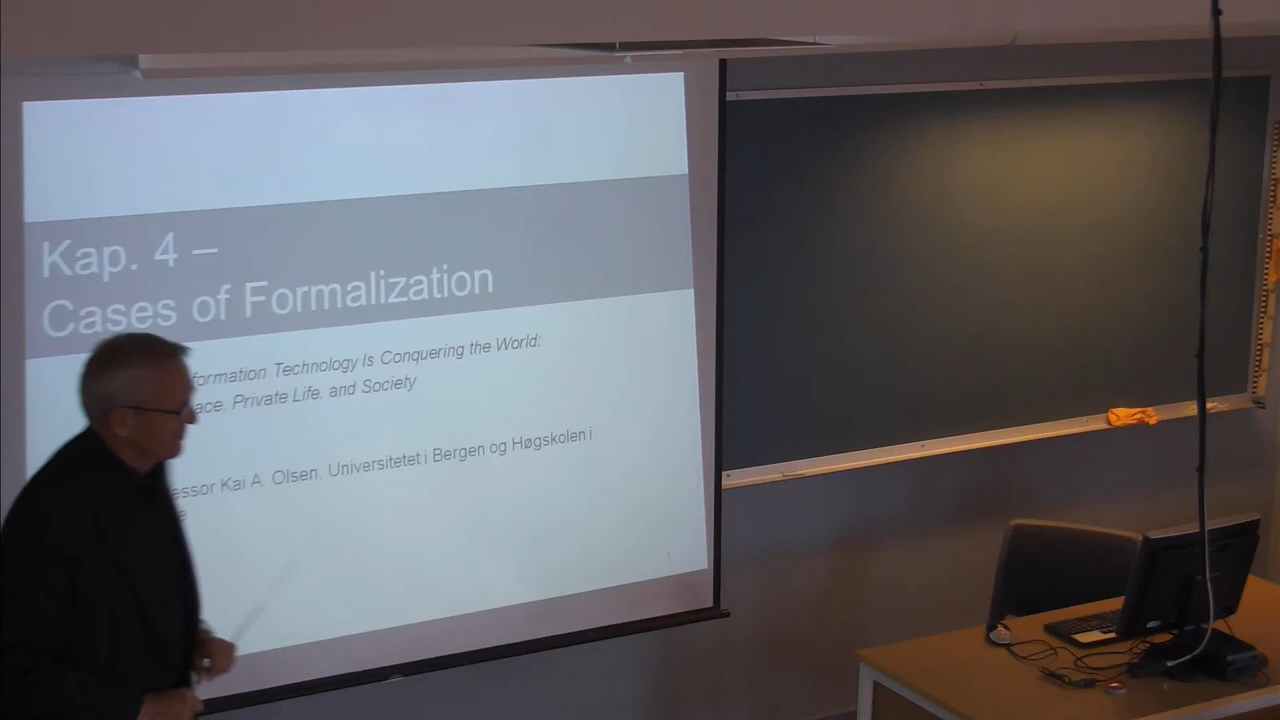 Kap. 4 –
Cases of Formalization
formation Technology Is Conquering the World:
ace, Private Life, and Society
essor Kai A. Olsen, Universitetet i Bergen og Høgskolen i
e
1